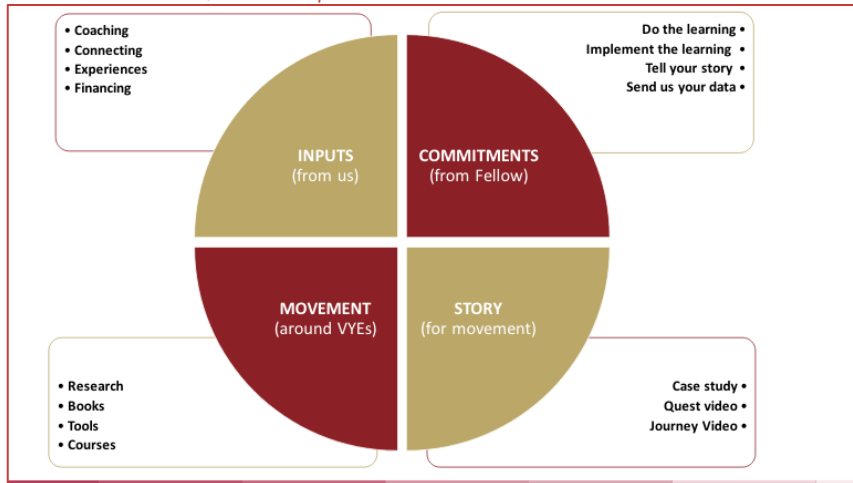 • Coaching
• Connecting
• Experiences
• Financing
Do the learning •
Implement the learning •
Tell your story •
Send us your data •
INPUTS
(from us)
COMMITMENTS
(from Fellow)
MOVEMENT
(around VYEs)
STORY
(for movement)
• Research
• Books
• Tools
• Courses
Case study •
Quest video •
Journey Video •